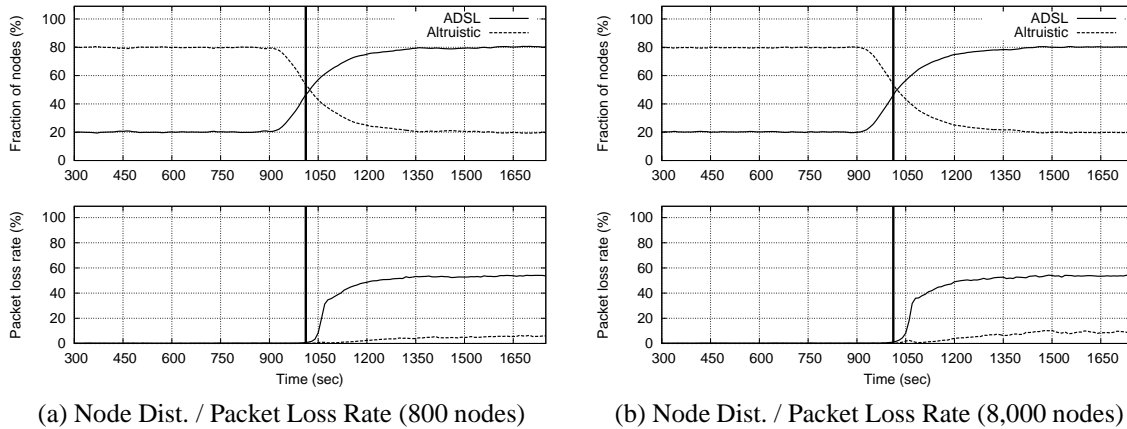 ADSL
Altruistic
Fraction of nodes (%)
100
80
60
40
20
0
300 450 600 750 900 1050 1200 1350 1500 1650
Packet loss rate (%)
100
80
60
40
20
0
300 450 600 750 900 1050 1200 1350 1500 1650
Time (sec)
(a) Node Dist. / Packet Loss Rate (800 nodes)
ADSL
Altruistic
Fraction of nodes (%)
100
80
60
40
20
0
300 450 600 750 900 1050 1200 1350 1500 1650
Packet loss rate (%)
100
80
60
40
20
0
300 450 600 750 900 1050 1200 1350 1500 1650
Time (sec)
(b) Node Dist. / Packet Loss Rate (8,000 nodes)